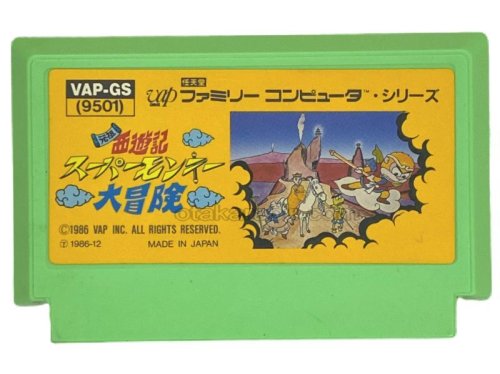 VAP-GS
(9501)
任天堂
vap ファミリー コンピュータ™・シリーズ
元祖
西遊記
スーパーモンキー
大冒険
©1986 VAP INC. ALL RIGHTS RESERVED.
1986-12 MADE IN JAPAN